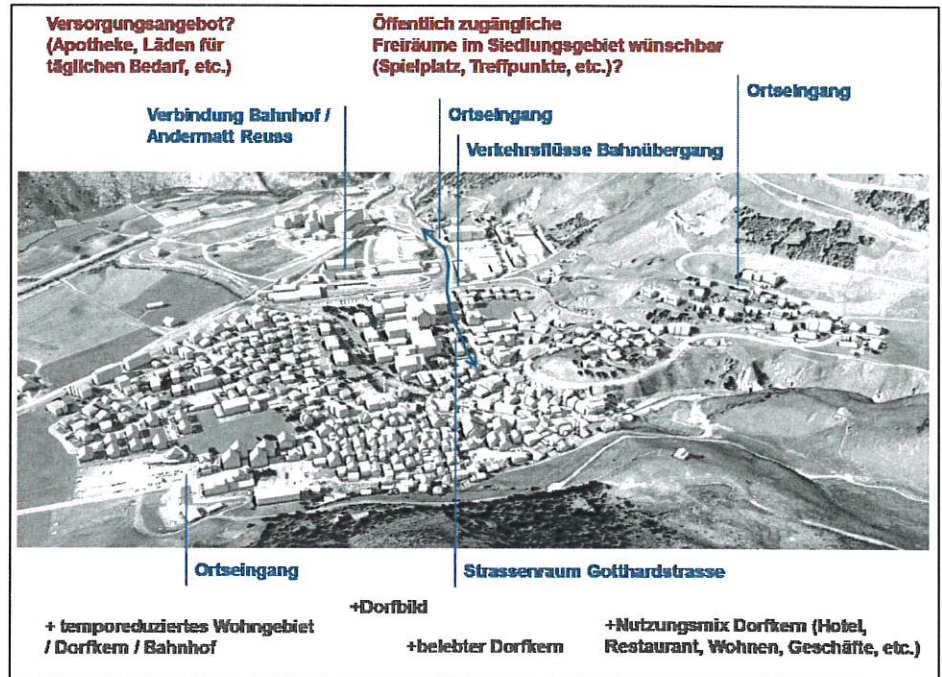 Versorgungsangebot?
(Apotheke, Läden für
täglichen Bedarf, etc.)
Öffentlich zugängliche
Freiräume im Siedlungsgebiet wünschbar
(Spielplatz, Treffpunkte, etc.)?
Verbindung Bahnhof /
Andermatt Reuss
Ortseingang
Verkehrsflüsse Bahnübergang
Ortseingang
Ortseingang
Strassenraum Gotthardstrasse
+ temporeduziertes Wohngebiet
/ Dorfkern / Bahnhof
+Dorfbild
+belebter Dorfkern
+Nutzungsmix Dorfkern (Hotel,
Restaurant, Wohnen, Geschäfte, etc.)